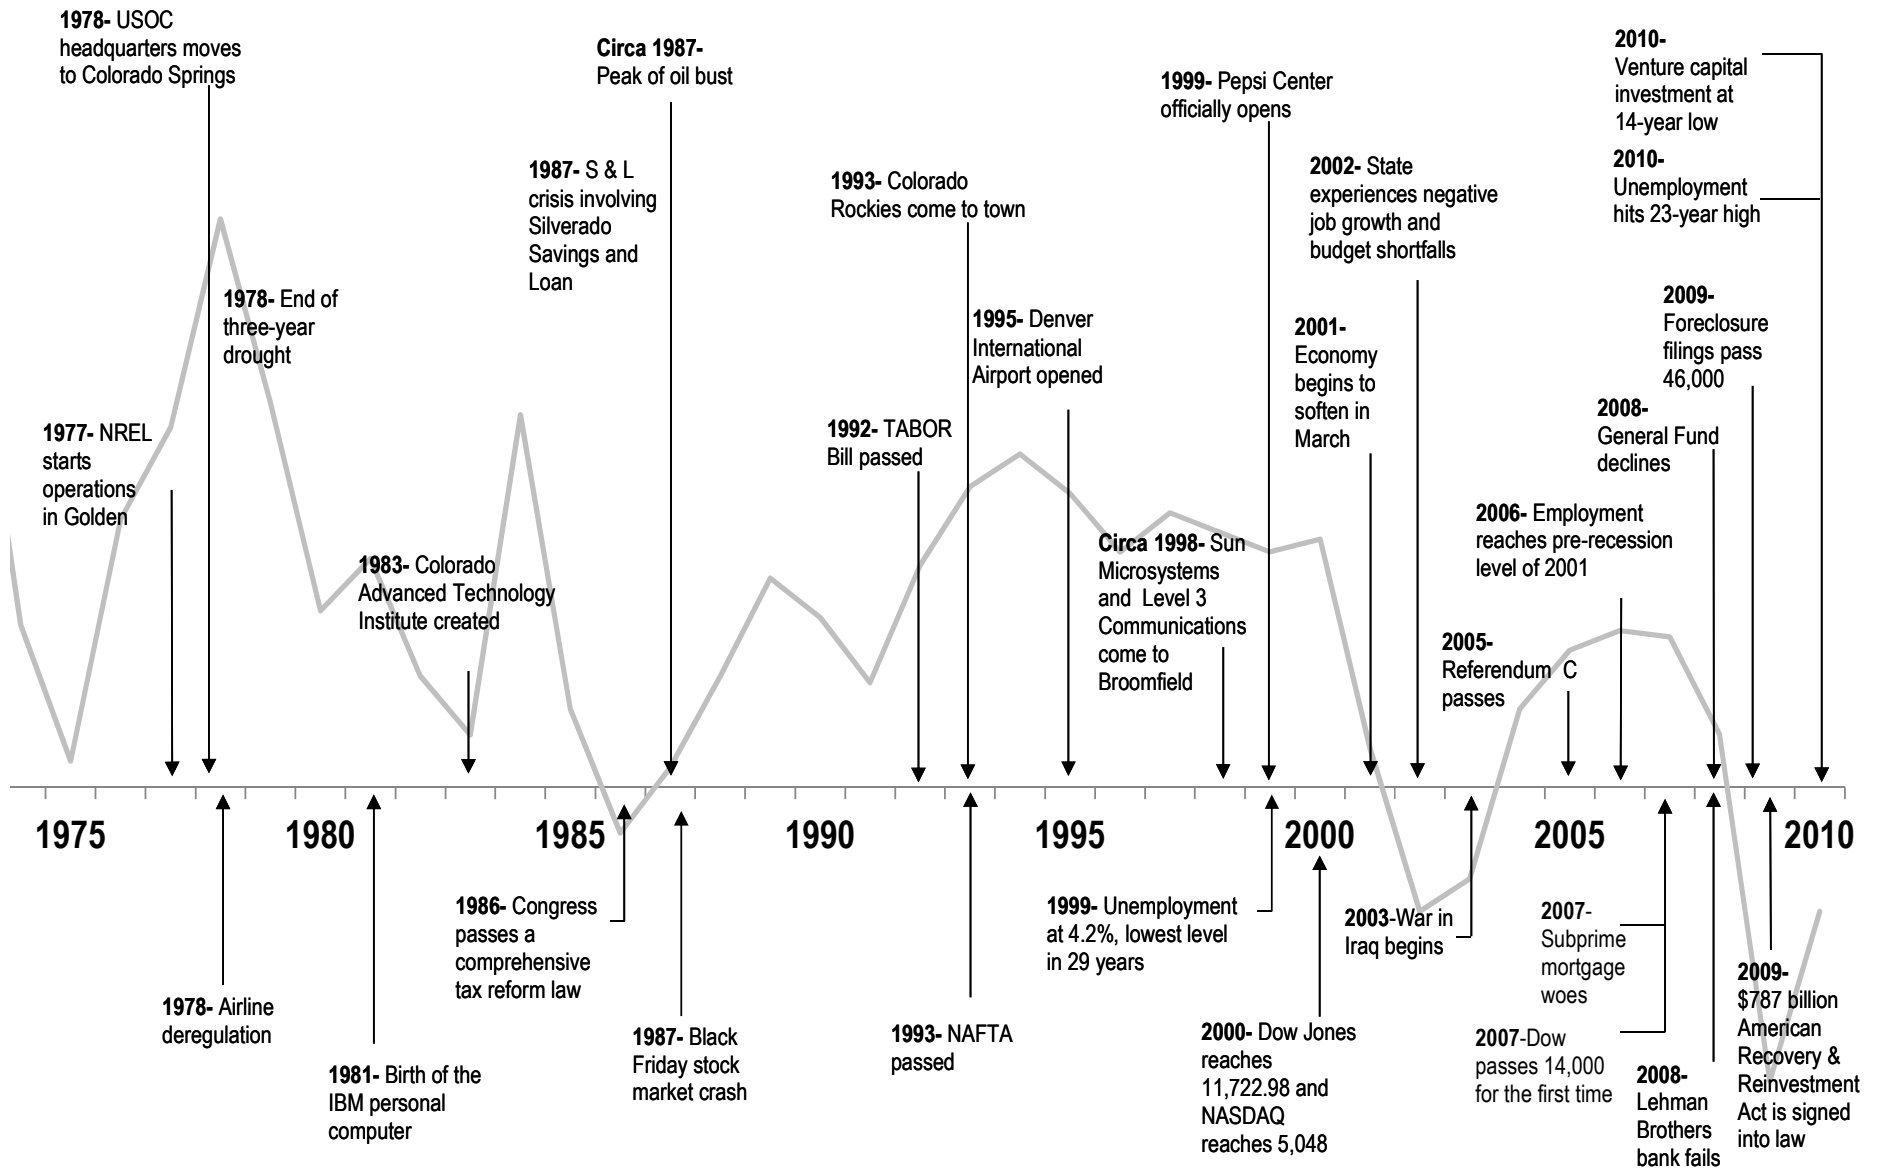 1978- USOC
headquarters moves
to Colorado Springs
Circa 1987-
Peak of oil bust
1999- Pepsi Center
officially opens
2010-
Venture capital
investment at
14-year low
2010-
Unemployment
hits 23-year high
1987- S & L
crisis involving
Silverado
Savings and
Loan
1993- Colorado
Rockies come to town
2002- State
experiences negative
job growth and
budget shortfalls
1978- End of
three-year
drought
1995- Denver
International
Airport opened
2001-
Economy
begins to
soften in
March
2009-
Foreclosure
filings pass
46,000
1977- NREL
starts
operations
in Golden
1992- TABOR
Bill passed
2008-
General Fund
declines
1983- Colorado
Advanced Technology
Institute created
Circa 1998- Sun
Microsystems
and Level 3
Communications
come to
Broomfield
2006- Employment
reaches pre-recession
level of 2001
2005-
Referendum C
passes
1975 1980 1985 1990 1995 2000 2005 2010
1978- Airline
deregulation
1981- Birth of the
IBM personal
computer
1986- Congress
passes a
comprehensive
tax reform law
1987- Black
Friday stock
market crash
1993- NAFTA
passed
1999- Unemployment
at 4.2%, lowest level
in 29 years
2000- Dow Jones
reaches
11,722.98 and
NASDAQ
reaches 5,048
2003-War in
Iraq begins
2007-
Subprime
mortgage
woes
2007-Dow
passes 14,000
for the first time
2008-
Lehman
Brothers
bank fails
2009-
$787 billion
American
Recovery &
Reinvestment
Act is signed
into law